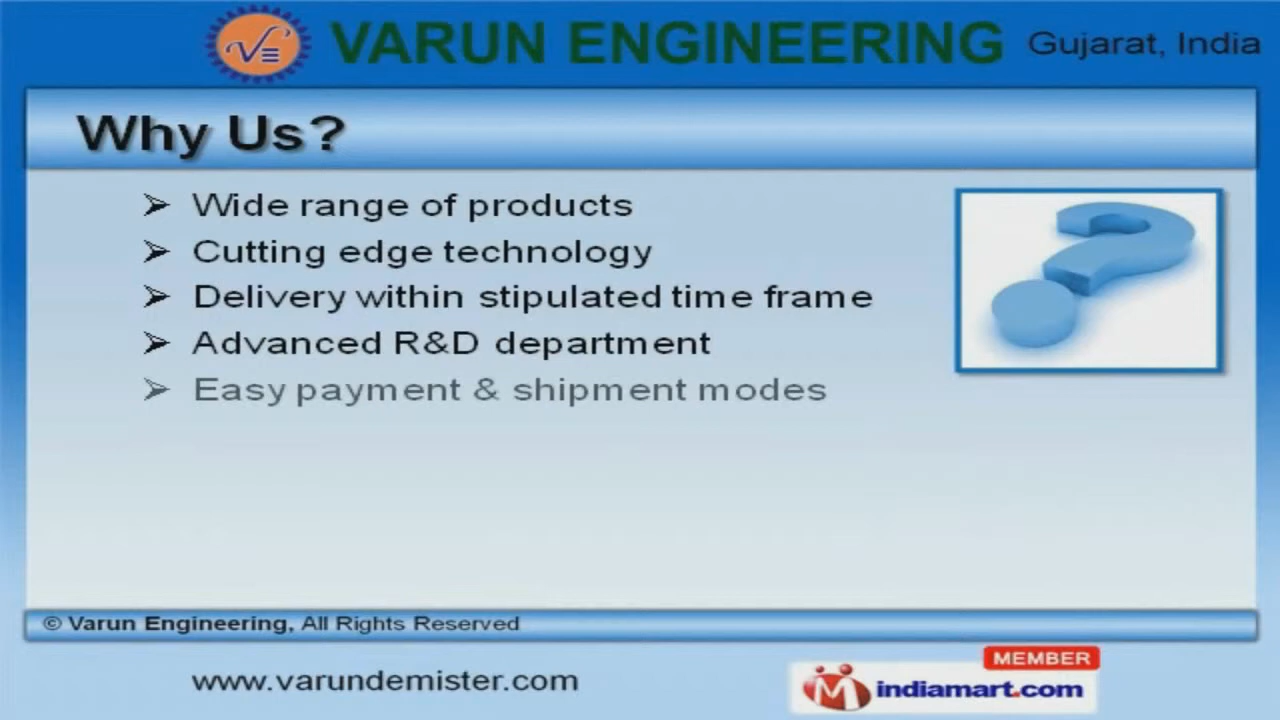 VE
VARUN ENGINEERING Gujarat, India
Why Us?
➢ Wide range of products
➢ Cutting edge technology
➢ Delivery within stipulated time frame
➢ Advanced R&D department
➢ Easy payment & shipment modes
© Varun Engineering, All Rights Reserved
www.varundemister.com
MEMBER
indiamart.com